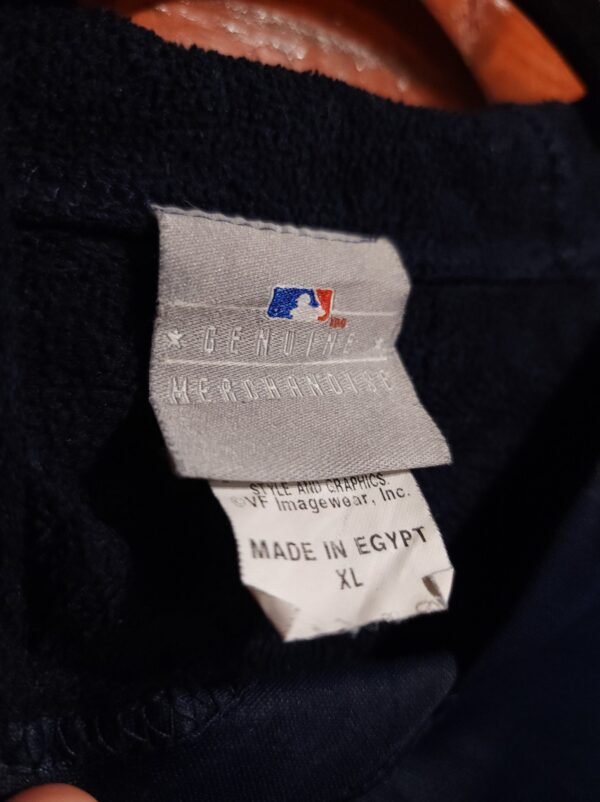 GENUINE
MERCHANDISE
STYLE AND GRAPHICS.
©VF Imagewear, Inc.
MADE IN EGYPT
XL